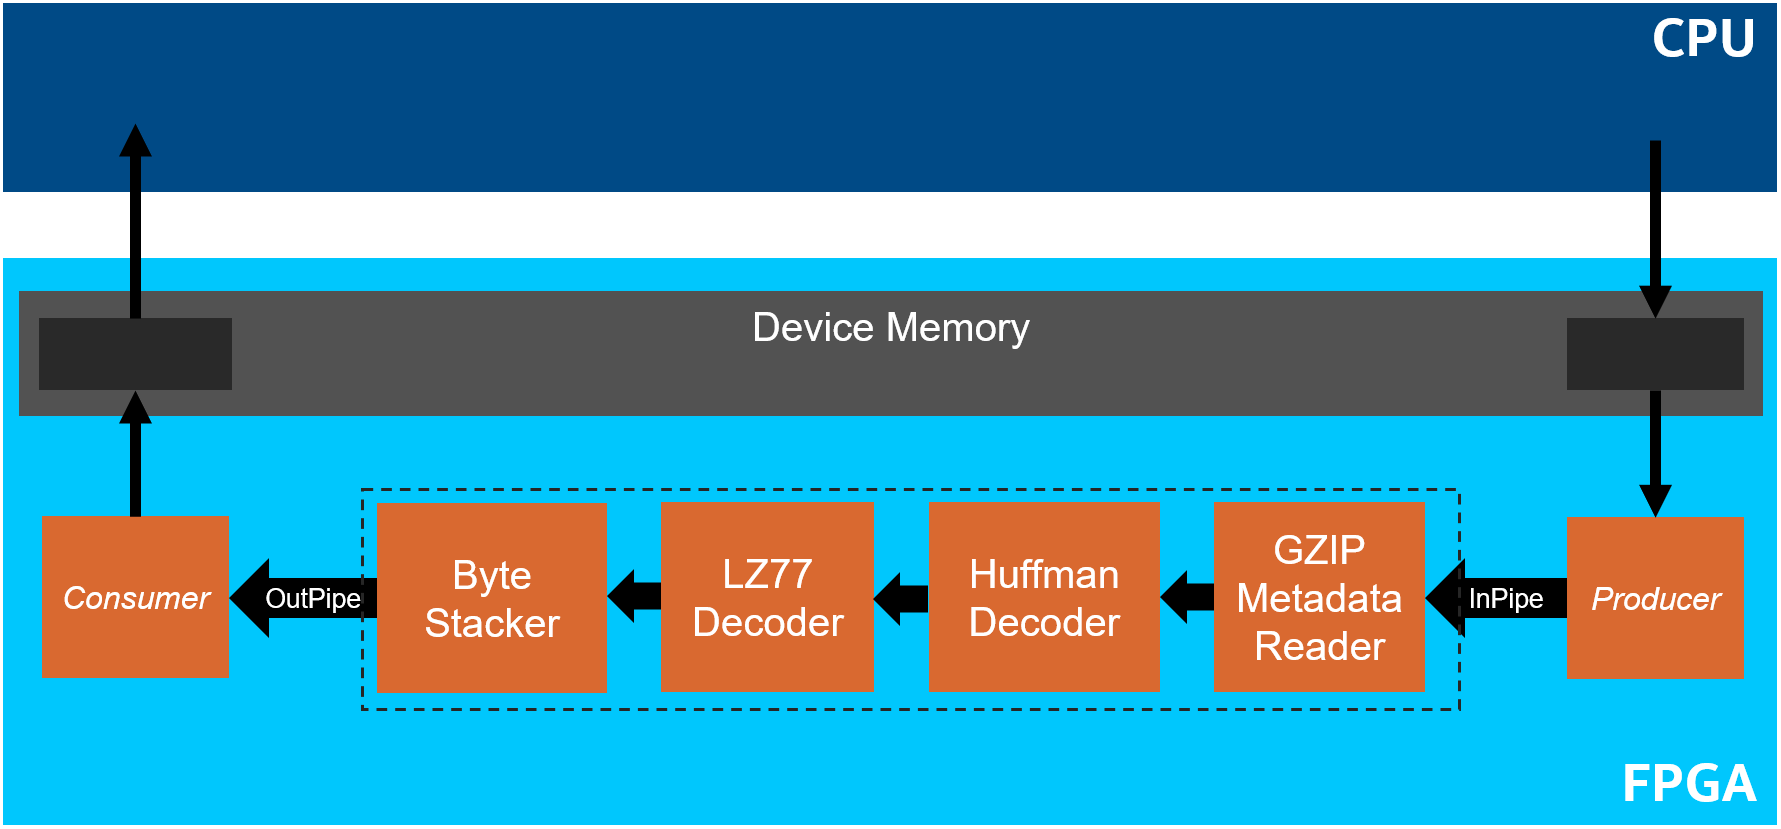 CPU
Device Memory
Consumer
OutPipe
Byte
Stacker
LZ77
Decoder
Huffman
Decoder
GZIP
Metadata
Reader
InPipe
Producer
FPGA